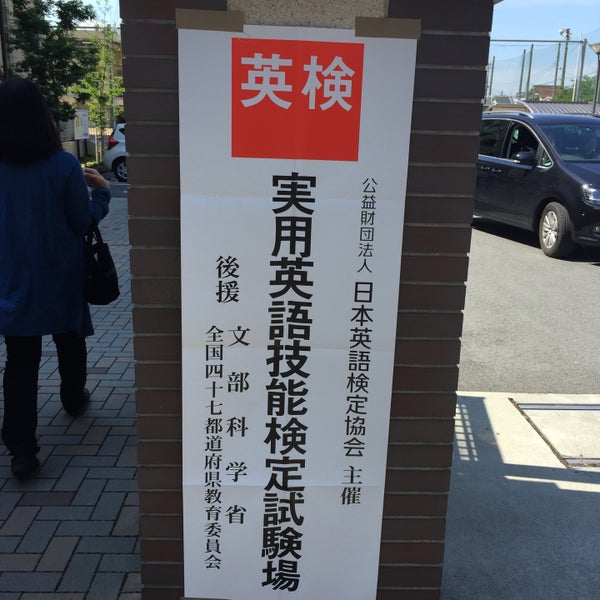 英検
公益財団法人 日本英語検定協会 主催
実用英語技能検定試験場
後援 文部科学省
全国四十七都道府県教育委員会